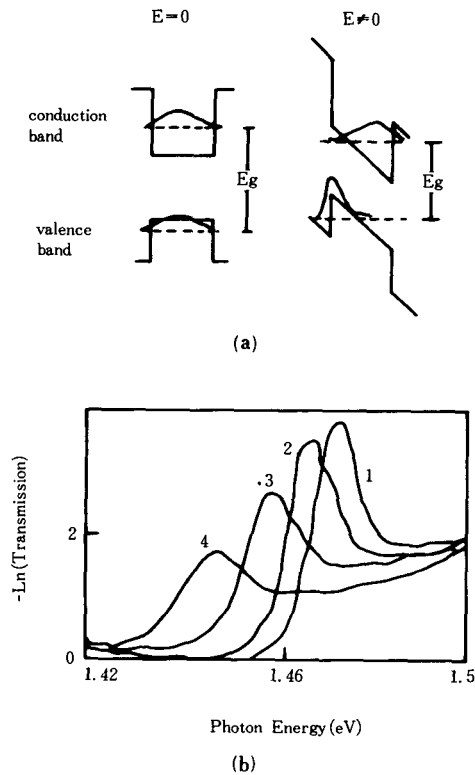 E=0
E≠0
conduction
band
Eg
Eg
valence
band
(a)
-Ln(Transmission)
2
0
4
.3
2
1
1.42
1.46
1.5
Photon Energy(eV)
(b)